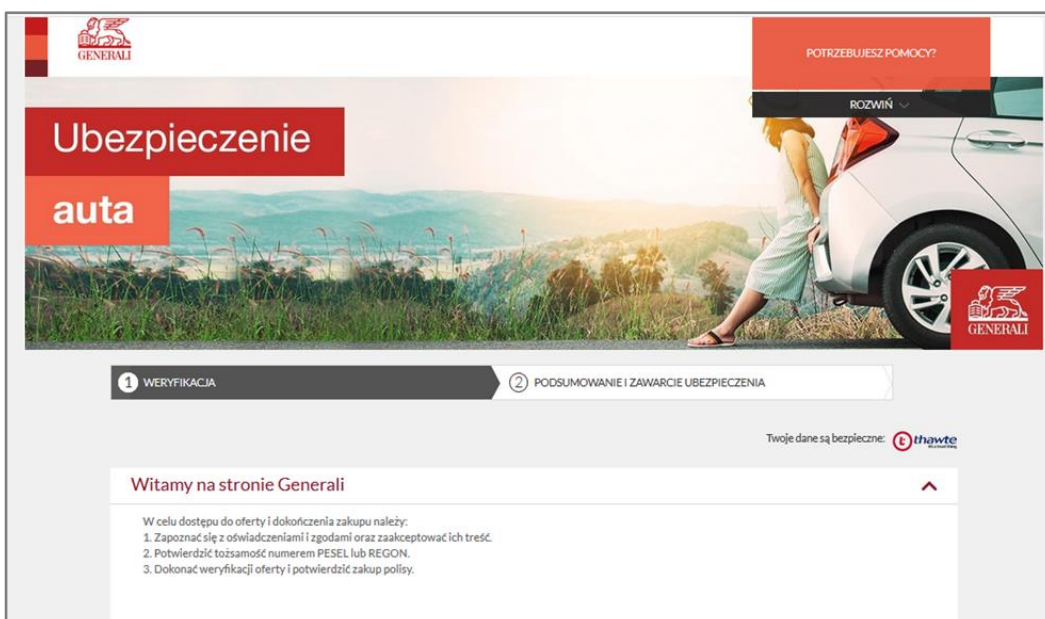 GENERALI
POTRZEBUJESZ POMOCY?
ROZWIŃ
Ubezpieczenie
auta
GENERALI
1 WERYFIKACJA
2 PODSUMOWANIE I ZAWARCIE UBEZPIECZENIA
Twoje dane są bezpieczne: thawte
Witamy na stronie Generali
W celu dostępu do oferty i dokończenia zakupu należy:
1. Zapoznać się z oświadczeniami i zgodami oraz zaakceptować ich treść.
2. Potwierdzić tożsamość numerem PESEL lub REGON.
3. Dokonać weryfikacji oferty i potwierdzić zakup polisy.